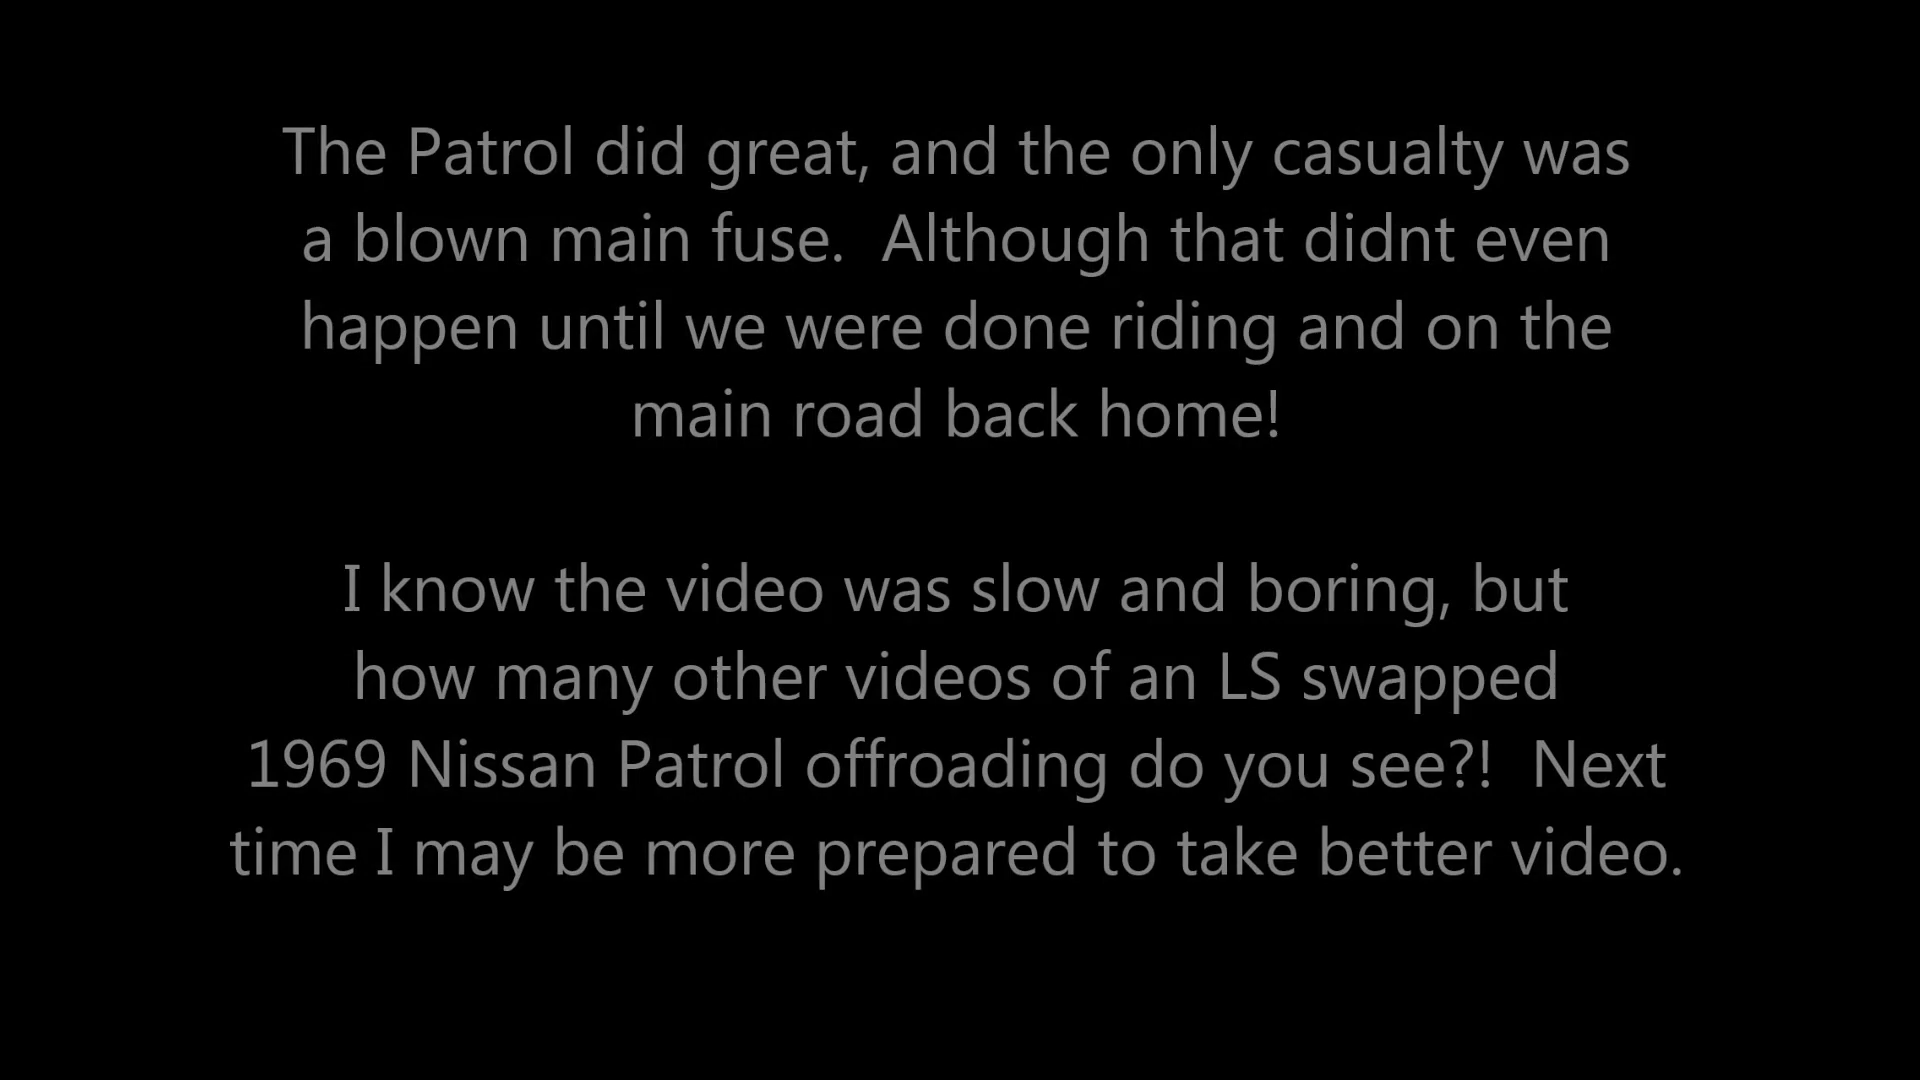 The Patrol did great, and the only casualty was
a blown main fuse.  Although that didnt even
happen until we were done riding and on the
main road back home!
I know the video was slow and boring, but
how many other videos of an LS swapped
1969 Nissan Patrol offroading do you see?!  Next
time I may be more prepared to take better video.